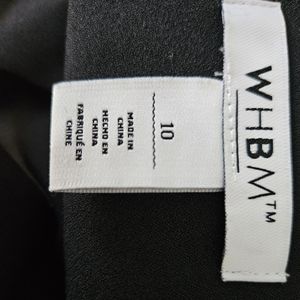 WHBM™
10
MADE IN
CHINA
HECHO EN
CHINA
FABRIQUÉ EN
CHINE